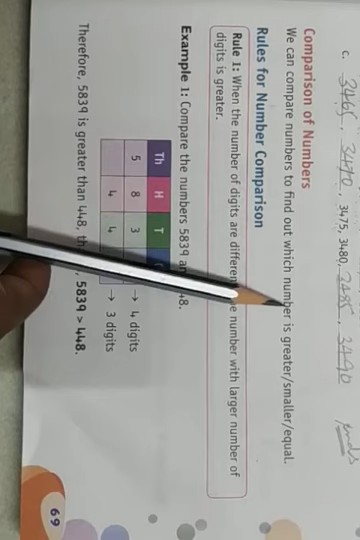 c. 3465, 3470, 3475, 3480, 3485, 3490
Comparison of Numbers
We can compare numbers to find out which number is greater/smaller/equal.
Rules for Number Comparison
Rule 1: When the number of digits are different number with larger number of
digits is greater.
Example 1: Compare the numbers 5839 48.
Th H T
5 8 3 → 4 digits
4 4 → 3 digits
Therefore, 5839 is greater than 448, 5839 > 448.
69